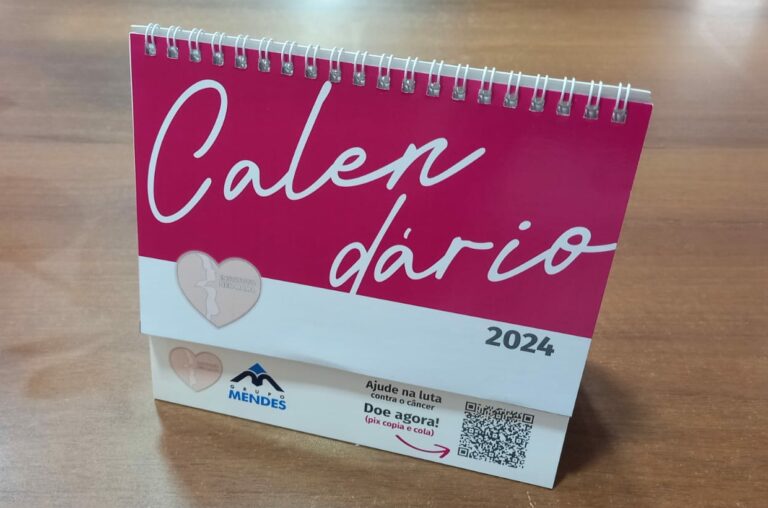 Calen
dário
2024
GRUPO
MENDES
Ajude na luta
contra o câncer
Doe agora!
(pix copia e cola)